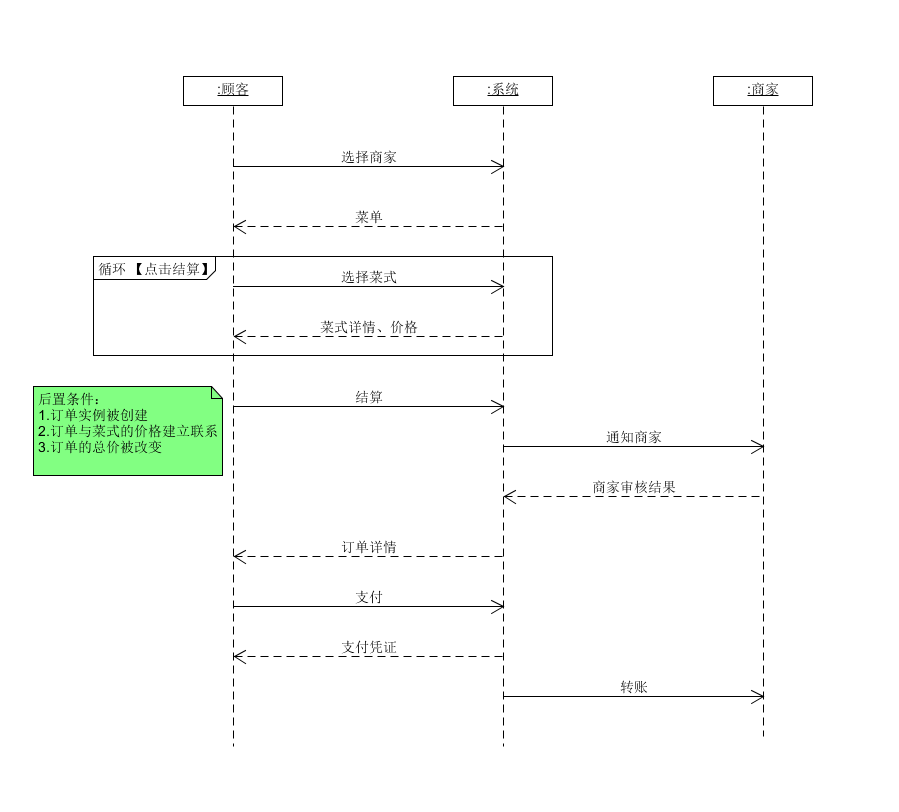 :顾客
:系统
:商家
选择商家
菜单
循环 【点击结算】
选择菜式
菜式详情、价格
后置条件：
1.订单实例被创建
2.订单与菜式的价格建立联系
3.订单的总价被改变
结算
通知商家
商家审核结果
订单详情
支付
支付凭证
转账